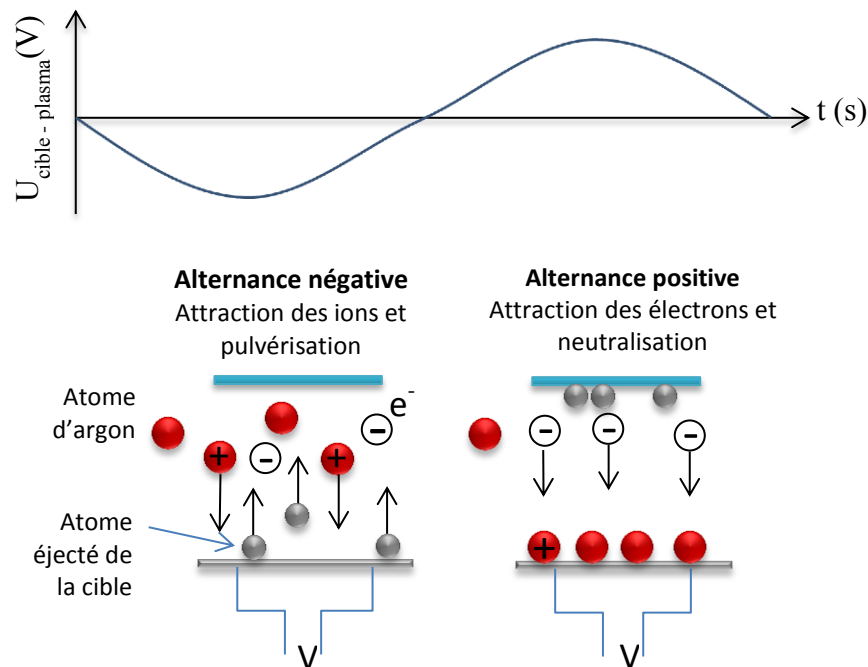 U cible - plasma (V)
t (s)
Alternance négative
Attraction des ions et
pulvérisation
Alternance positive
Attraction des électrons et
neutralisation
Atome
d'argon
e-
+
-
+
-
Atome
éjecté de
la cible
V
-
-
-
+
V